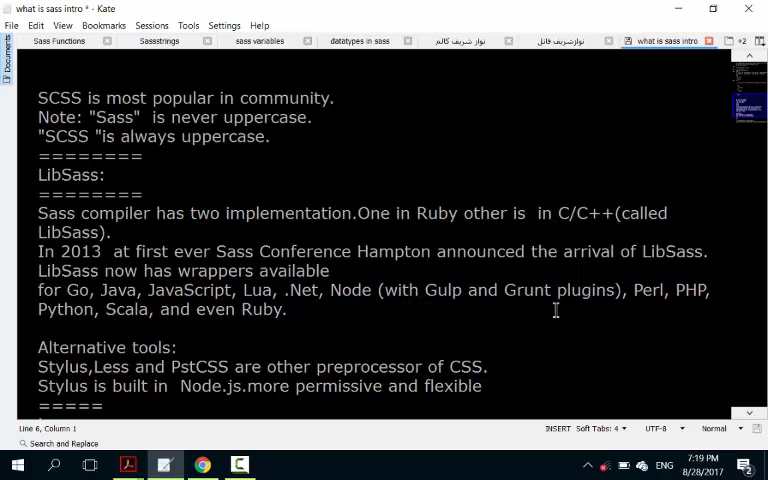 what is sass intro * - Kate
File Edit View Bookmarks Sessions Tools Settings Help
Sass Functions Sassstrings sass variables datatypes in sass نواز شریف کالم نوازشریف قاتل what is sass intro +2
Documents
SCSS is most popular in community.
Note: "Sass"  is never uppercase.
"SCSS "is always uppercase.
========
LibSass:
========
Sass compiler has two implementation.One in Ruby other is  in C/C++(called
LibSass).
In 2013  at first ever Sass Conference Hampton announced the arrival of LibSass.
LibSass now has wrappers available
for Go, Java, JavaScript, Lua, .Net, Node (with Gulp and Grunt plugins), Perl, PHP,
Python, Scala, and even Ruby.
Alternative tools:
Stylus,Less and PstCSS are other preprocessor of CSS.
Stylus is built in  Node.js.more permissive and flexible
=====
Line 6, Column 1 INSERT Soft Tabs: 4 UTF-8 Normal
Search and Replace
ENG 7:19 PM
8/28/2017 2